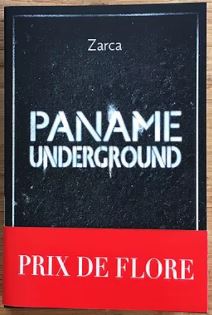 Zarca
PANAME
UNDERGROUND
PRIX DE FLORE